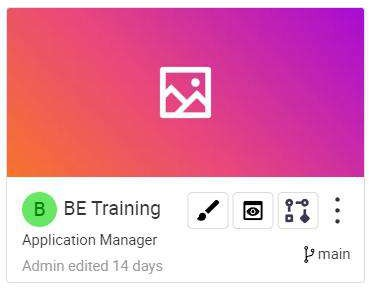 B BE Training
Application Manager
main
Admin edited 14 days